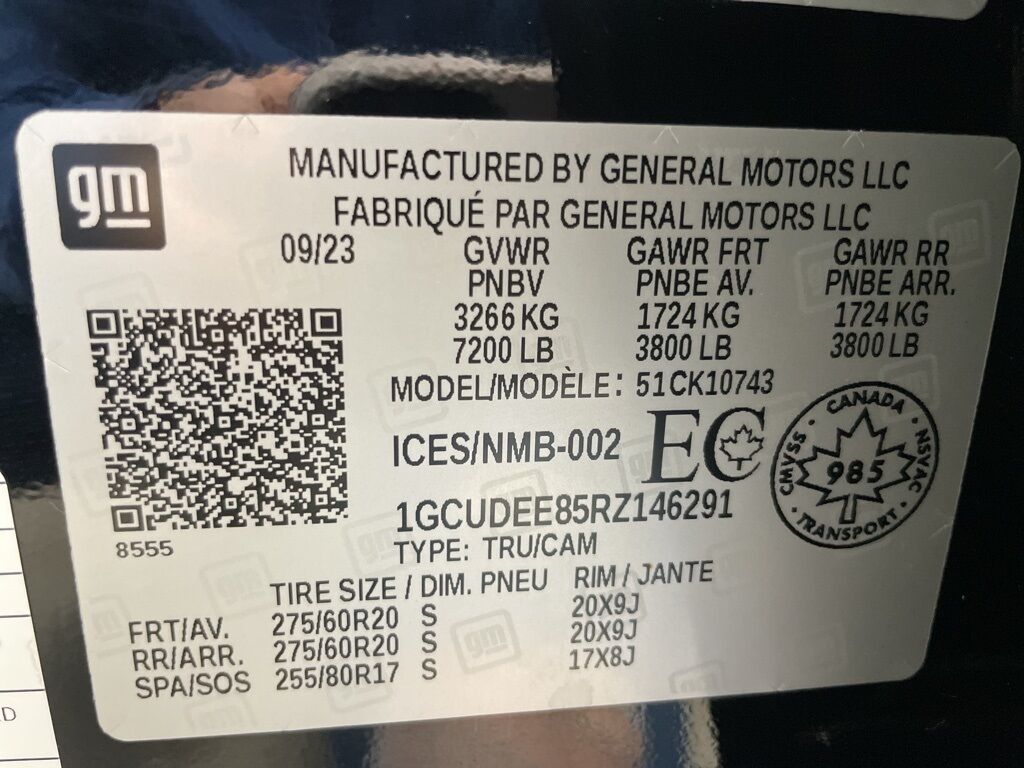 gm
MANUFACTURED BY GENERAL MOTORS LLC
FABRIQUÉ PAR GENERAL MOTORS LLC
09/23 GVWR GAWR FRT GAWR RR
PNBV PNBE AV. PNBE ARR.
3266 KG 1724 KG 1724 KG
7200 LB 3800 LB 3800 LB
MODEL/MODÈLE: 51CK10743
ICES/NMB-002 EC
CANADA
CMVSS 985 NSVAC
TRANSPORT
1GCUDEE85RZ146291
8555
TYPE: TRU/CAM
TIRE SIZE / DIM. PNEU RIM / JANTE
FRT/AV. 275/60R20 S 20X9J
RR/ARR. 275/60R20 S 20X9J
SPA/SOS 255/80R17 S 17X8J